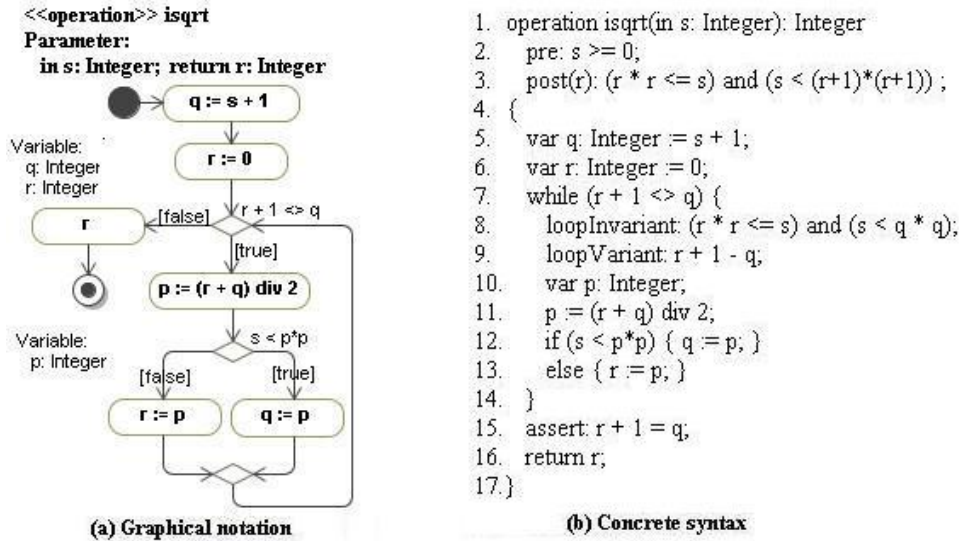 <<operation>> isqrt
Parameter:
in s: Integer; return r: Integer
q := s + 1
Variable:
q: Integer
r: Integer
r := 0
r + 1 <> q
[false]
r
[true]
p := (r + q) div 2
Variable:
p: Integer
s < p*p
[false]
[true]
r := p
q := p
(a) Graphical notation
1. operation isqrt(in s: Integer): Integer
2. pre: s >= 0;
3. post(r): (r * r <= s) and (s < (r+1)*(r+1)) ;
4. {
5. var q: Integer := s + 1;
6. var r: Integer := 0;
7. while (r + 1 <> q) {
8. loopInvariant: (r * r <= s) and (s < q * q);
9. loopVariant: r + 1 - q;
10. var p: Integer;
11. p := (r + q) div 2;
12. if (s < p*p) { q := p; }
13. else { r := p; }
14. }
15. assert: r + 1 = q;
16. return r;
17.}
(b) Concrete syntax